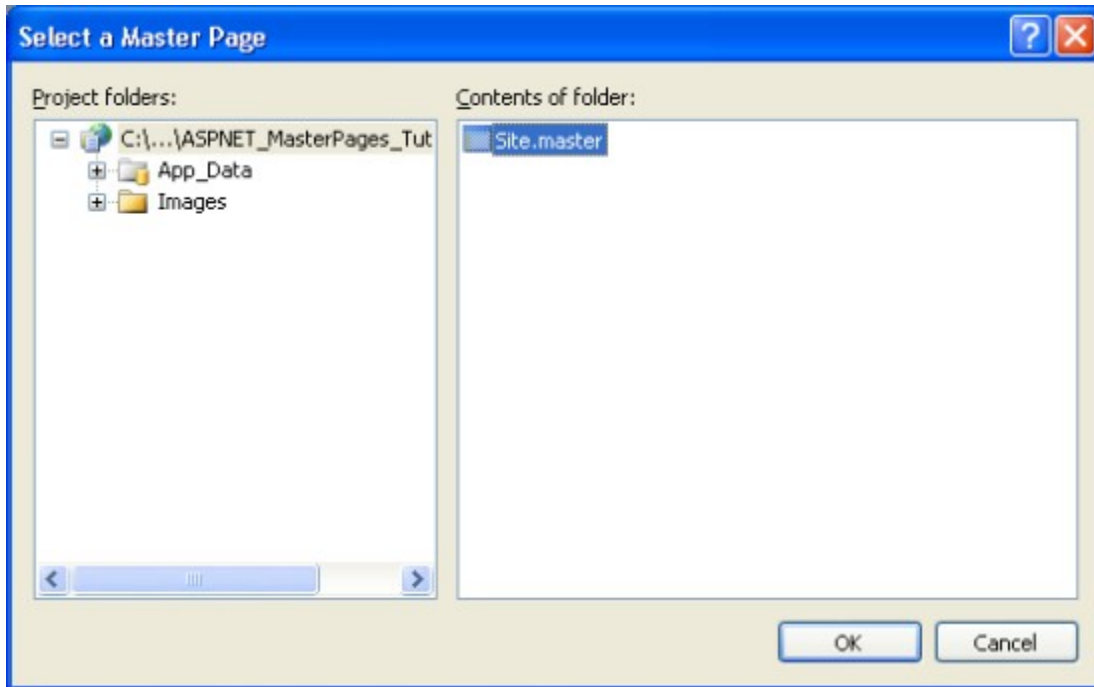 Select a Master Page
Project folders:
C:\...\ASPNET_MasterPages_Tut
App_Data
Images
Contents of folder:
Site.master
OK
Cancel